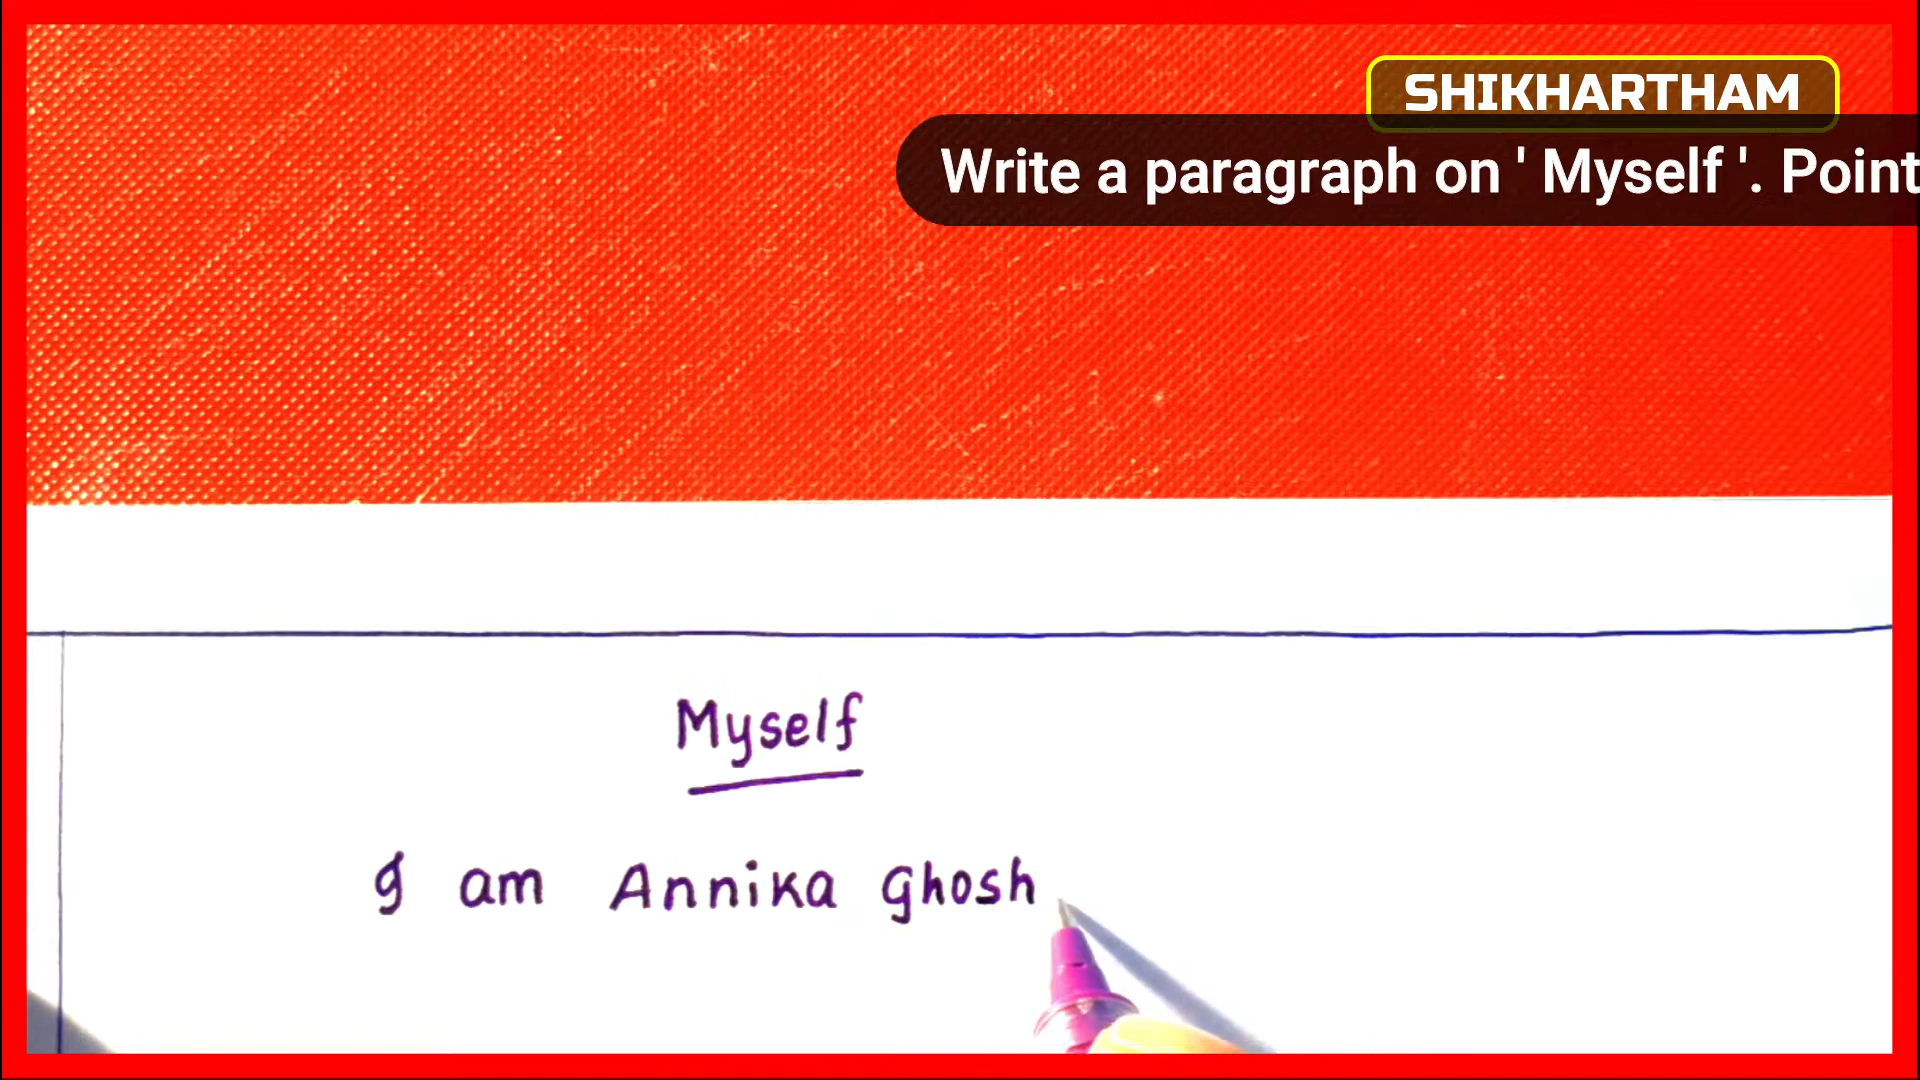 SHIKHARTHAM
Write a paragraph on ' Myself '. Point
Myself
I am Annika Ghosh